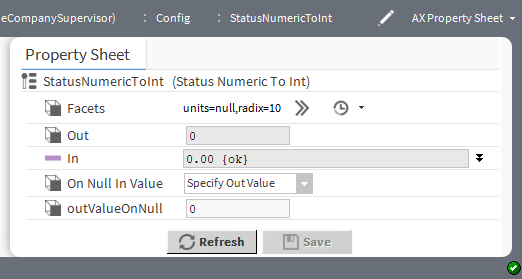 eCompanySupervisor) : Config : StatusNumericToInt AX Property Sheet
Property Sheet
StatusNumericToInt (Status Numeric To Int)
Facets units=null,radix=10
Out 0
In 0.00 {ok}
On Null In Value Specify Out Value
outValueOnNull 0
Refresh Save